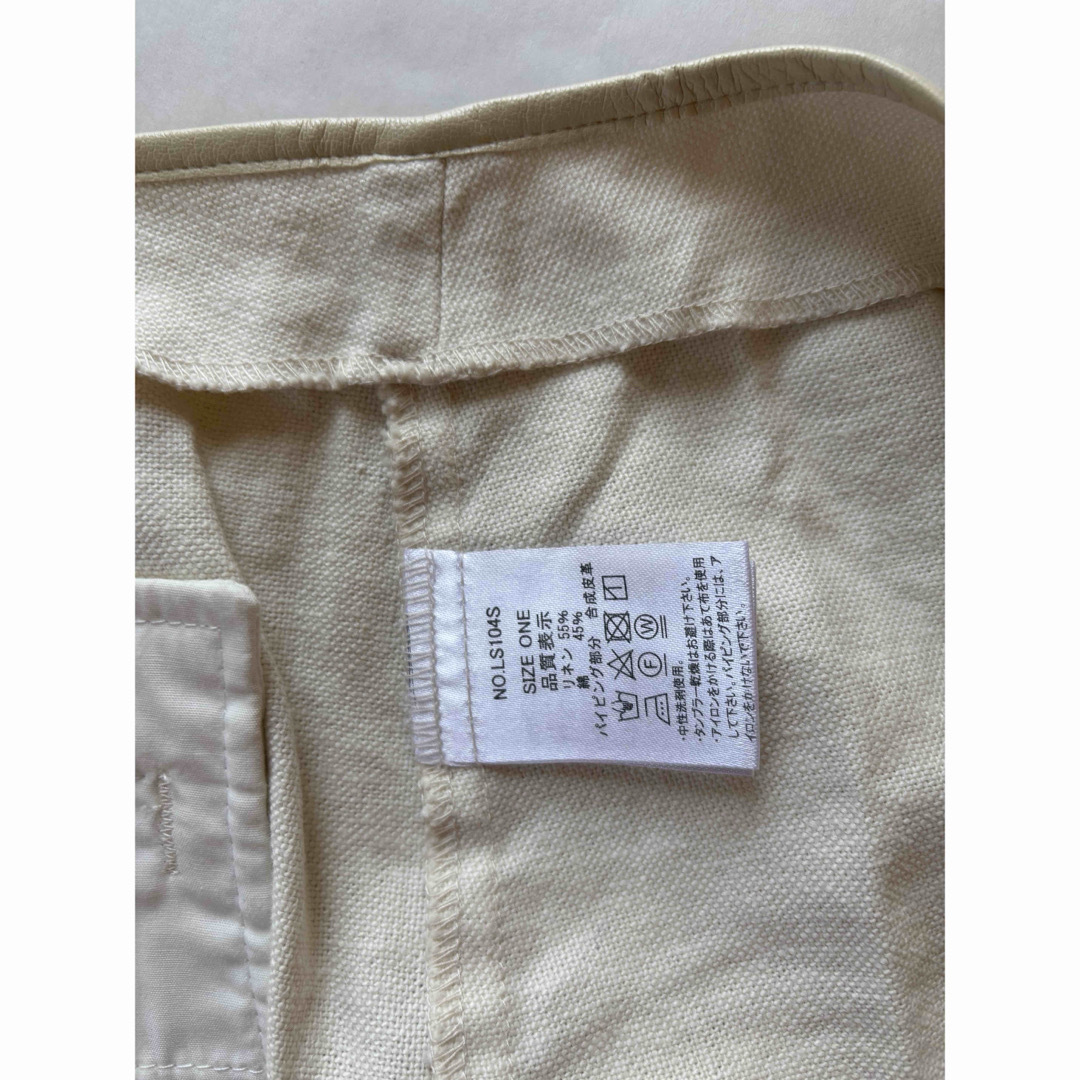 NO.LS104S
SIZE ONE
品質表示
リネン 55%
綿 45%
パイピング部分 合成皮革
F W
・中性洗剤使用。
・タンブラー乾燥はお避け下さい。
・アイロンをかける際はあて布を使用
して下さい。パイピング部分には、ア
イロンをかけないで下さい。